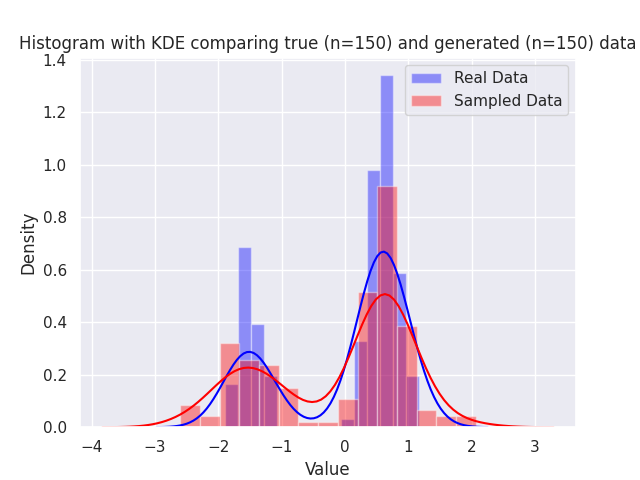 Histogram with KDE comparing true (n=150) and generated (n=150) data
Real Data
Sampled Data
Density
1.4
1.2
1.0
0.8
0.6
0.4
0.2
0.0
−4 −3 −2 −1 0 1 2 3
Value